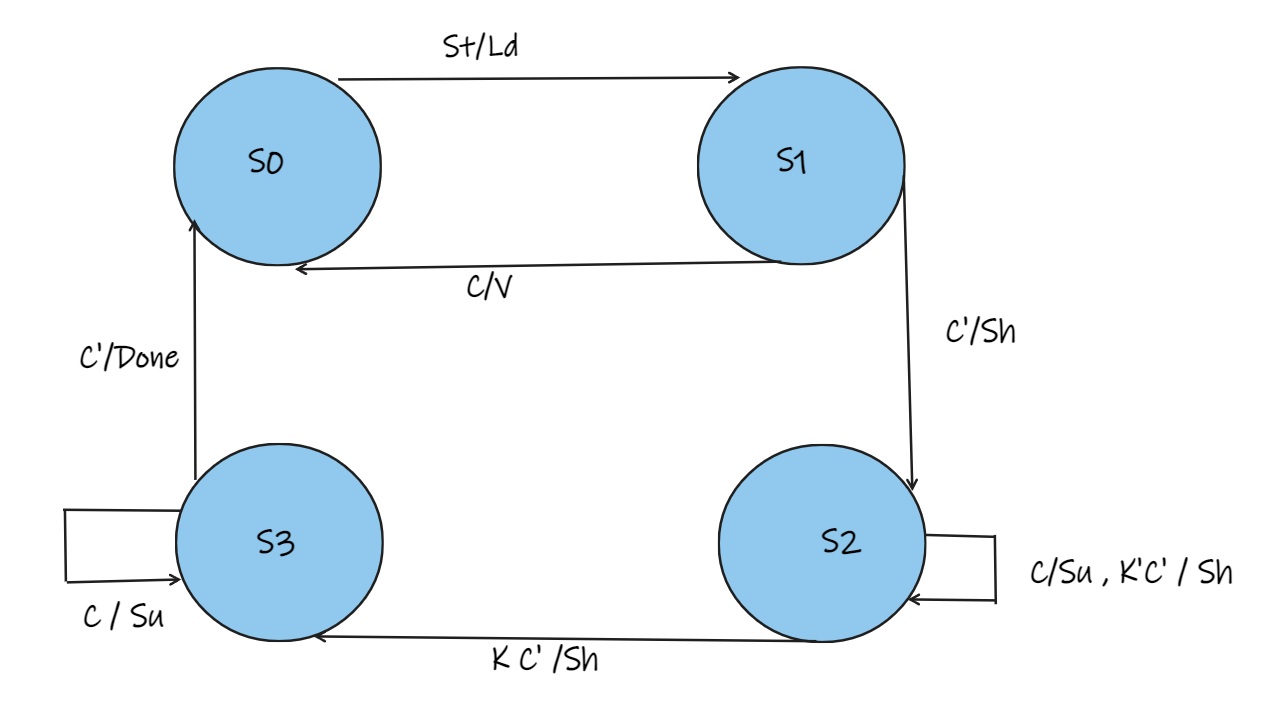 St/Ld
S0
S1
C/V
C'/Sh
C'/Done
S3
S2
C/Su , K'C' / Sh
C / Su
K C' /Sh